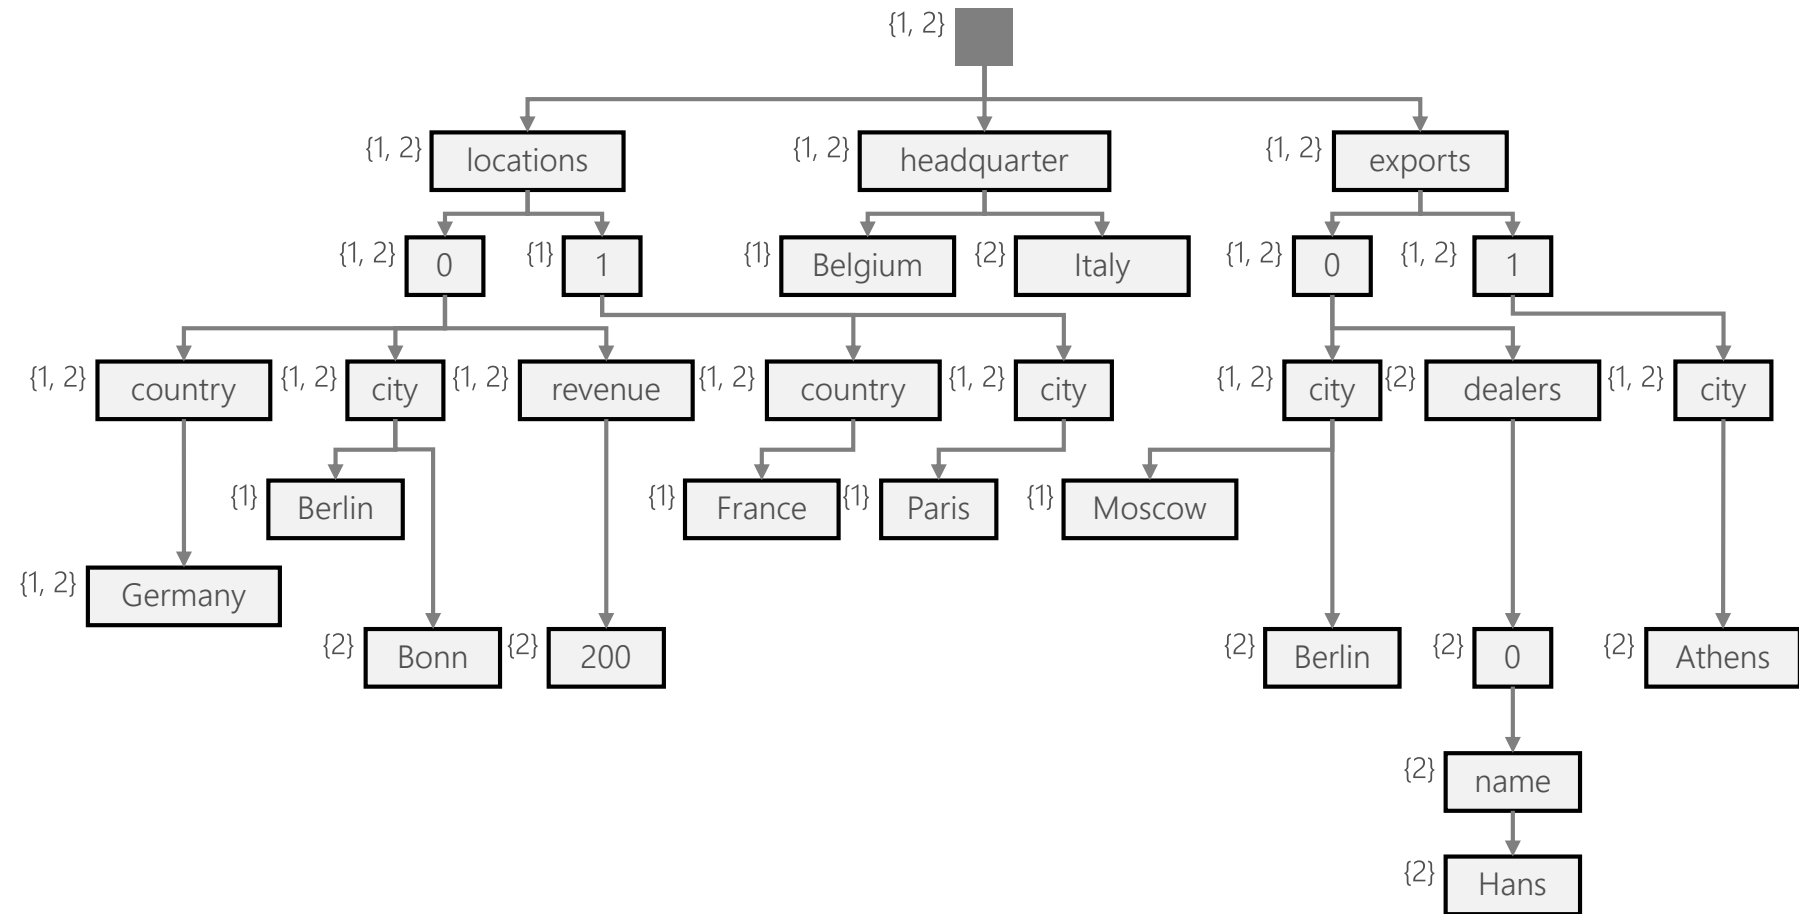 {1, 2}
{1, 2} locations {1, 2} headquarter {1, 2} exports
{1, 2} 0 {1} 1 {1} Belgium {2} Italy {1, 2} 0 {1, 2} 1
{1, 2} country {1, 2} city {1, 2} revenue {1, 2} country {1, 2} city {1, 2} city {2} dealers {1, 2} city
{1} Berlin {1} France {1} Paris {1} Moscow
{1, 2} Germany
{2} Bonn {2} 200 {2} Berlin {2} 0 {2} Athens
{2} name
{2} Hans